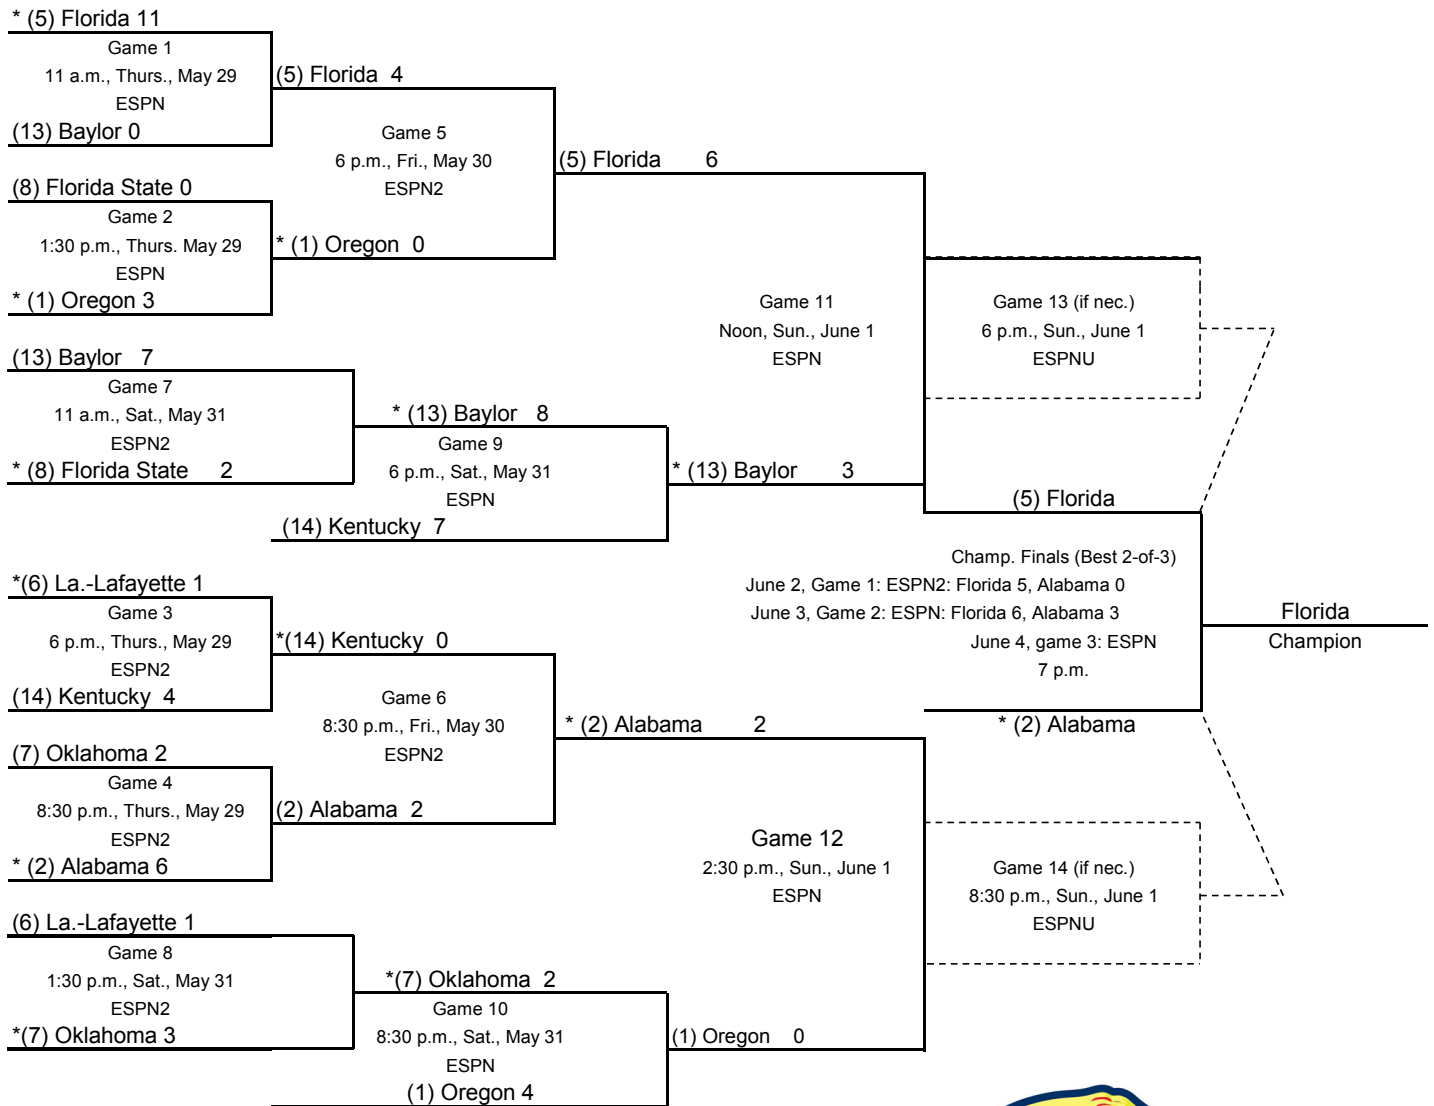 * (5) Florida 11
Game 1
11 a.m., Thurs., May 29
ESPN
(13) Baylor 0
(5) Florida 4
Game 5
6 p.m., Fri., May 30
ESPN2
(8) Florida State 0
Game 2
1:30 p.m., Thurs. May 29
ESPN
* (1) Oregon 3
* (1) Oregon 0
(5) Florida 6
Game 11
Noon, Sun., June 1
ESPN
Game 13 (if nec.)
6 p.m., Sun., June 1
ESPNU
(13) Baylor 7
Game 7
11 a.m., Sat., May 31
ESPN2
* (8) Florida State 2
* (13) Baylor 8
Game 9
6 p.m., Sat., May 31
ESPN
(14) Kentucky 7
* (13) Baylor 3
(5) Florida
Champ. Finals (Best 2-of-3)
June 2, Game 1: ESPN2: Florida 5, Alabama 0
June 3, Game 2: ESPN: Florida 6, Alabama 3
June 4, game 3: ESPN
7 p.m.
* (2) Alabama
Florida
Champion
*(6) La.-Lafayette 1
Game 3
6 p.m., Thurs., May 29
ESPN2
(14) Kentucky 4
*(14) Kentucky 0
Game 6
8:30 p.m., Fri., May 30
ESPN2
(7) Oklahoma 2
Game 4
8:30 p.m., Thurs., May 29
ESPN2
* (2) Alabama 6
(2) Alabama 2
* (2) Alabama 2
Game 12
2:30 p.m., Sun., June 1
ESPN
Game 14 (if nec.)
8:30 p.m., Sun., June 1
ESPNU
(6) La.-Lafayette 1
Game 8
1:30 p.m., Sat., May 31
ESPN2
*(7) Oklahoma 3
*(7) Oklahoma 2
Game 10
8:30 p.m., Sat., May 31
ESPN
(1) Oregon 4
(1) Oregon 0